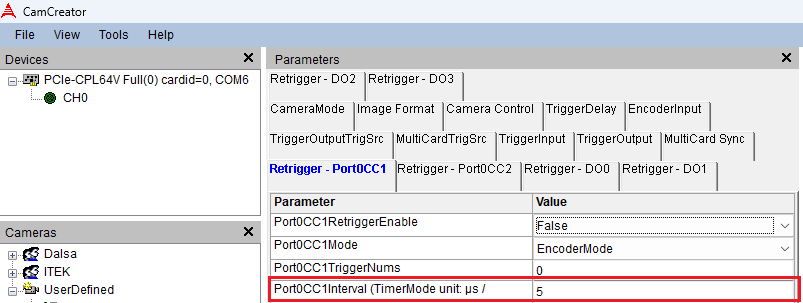 CamCreator
File View Tools Help
Devices
PCIe-CPL64V Full(0) cardid=0, COM6
CH0
Cameras
Dalsa
ITEK
UserDefined
Parameters
Retrigger - DO2 Retrigger - DO3
CameraMode Image Format Camera Control TriggerDelay EncoderInput
TriggerOutputTrigSrc MultiCardTrigSrc TriggerInput TriggerOutput MultiCard Sync
Retrigger - Port0CC1 Retrigger - Port0CC2 Retrigger - DO0 Retrigger - DO1
Parameter Value
Port0CC1RetriggerEnable False
Port0CC1Mode EncoderMode
Port0CC1TriggerNums 0
Port0CC1Interval (TimerMode unit: µs / 5